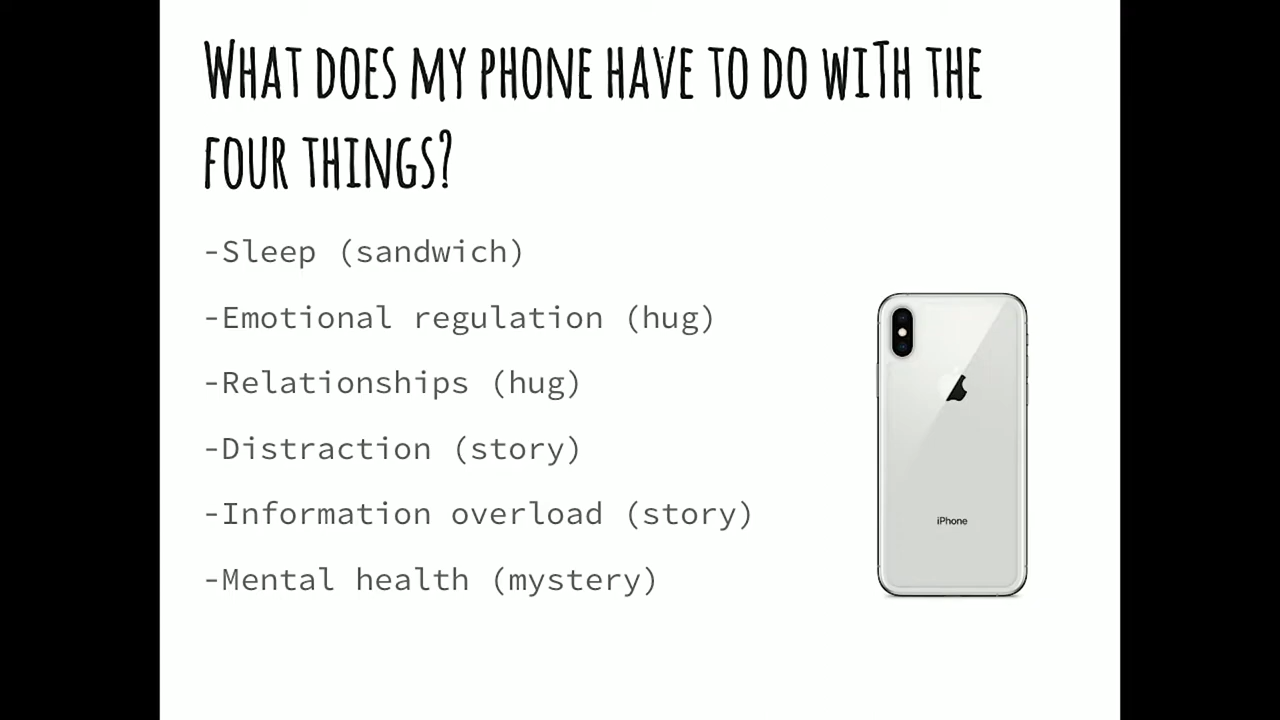 WHAT DOES MY PHONE HAVE TO DO WITH THE
FOUR THINGS?
-Sleep (sandwich)
-Emotional regulation (hug)
-Relationships (hug)
-Distraction (story)
-Information overload (story)
-Mental health (mystery)
iPhone